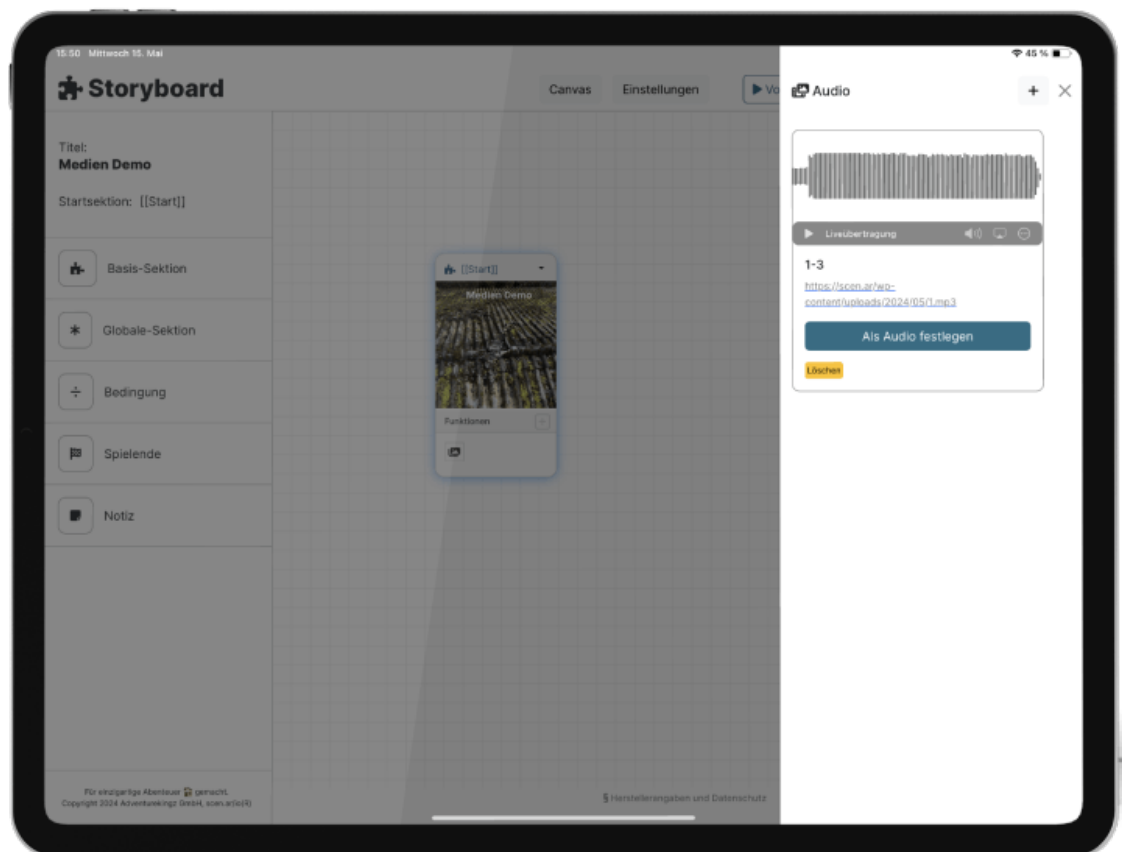 15:50 Mittwoch 15. Mai
45 %
Storyboard
Canvas
Einstellungen
Vo
Audio
+
Titel:
Medien Demo
Startsektion: [[Start]]
Basis-Sektion
Globale-Sektion
Bedingung
Spielende
Notiz
[[Start]]
Medien Demo
Funktionen
Liveübertragung
1-3
https://scen.ar/wp-
content/uploads/2024/05/1.mp3
Als Audio festlegen
Löschen
Für einzigartige Abenteuer gemacht.
Copyright 2024 Adventurekingz GmbH, scen.ar(io)(R)
§ Herstellerangaben und Datenschutz